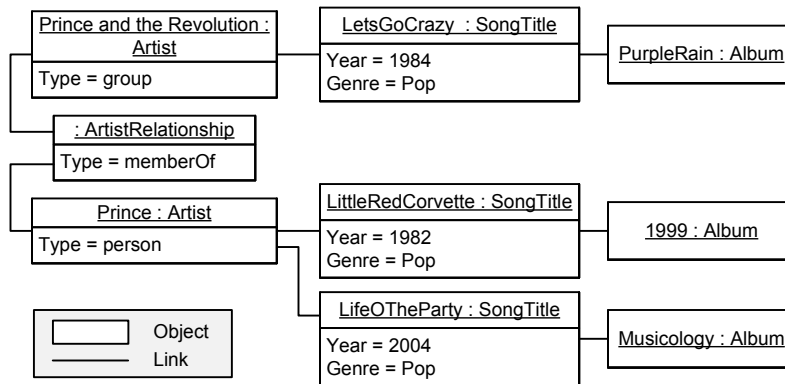 Prince and the Revolution :
Artist
Type = group
LetsGoCrazy : SongTitle
Year = 1984
Genre = Pop
PurpleRain : Album
: ArtistRelationship
Type = memberOf
Prince : Artist
Type = person
LittleRedCorvette : SongTitle
Year = 1982
Genre = Pop
1999 : Album
LifeOTheParty : SongTitle
Year = 2004
Genre = Pop
Musicology : Album
Object
Link